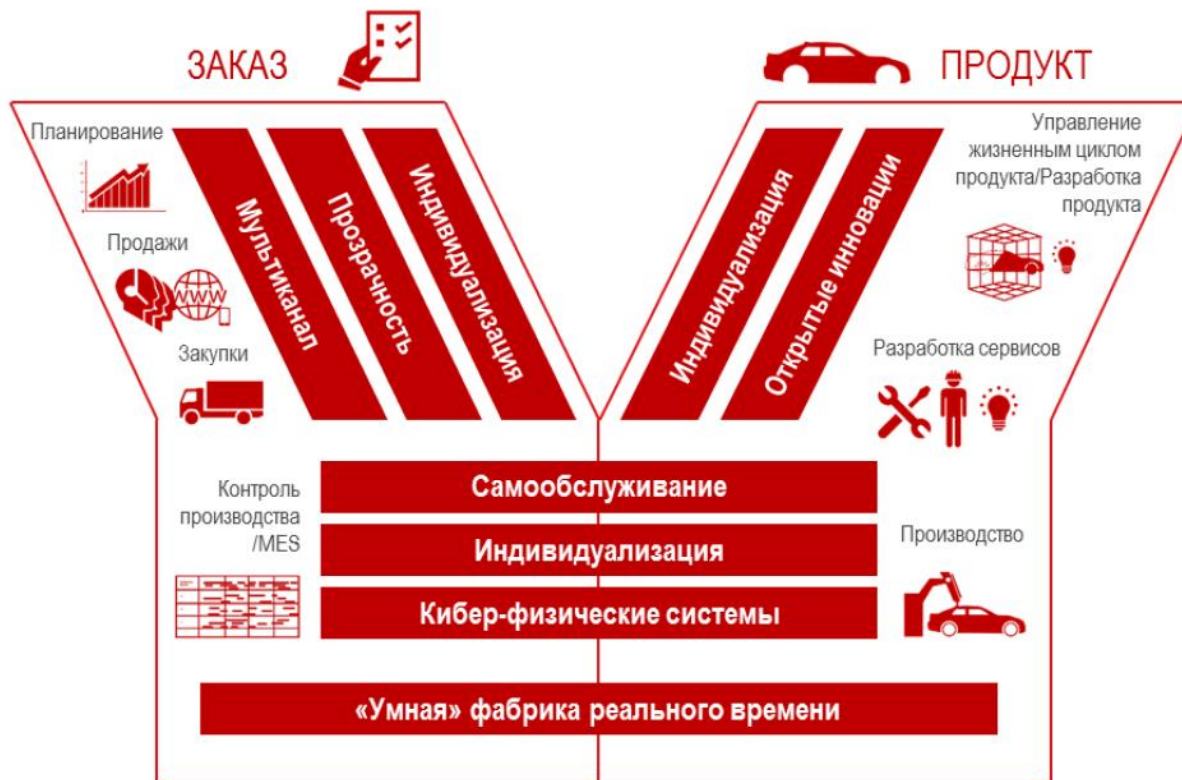 ЗАКАЗ
ПРОДУКТ
Планирование
Продажи
WWW
Закупки
Мультиканал
Прозрачность
Индивидуализация
Индивидуализация
Открытые инновации
Управление
жизненным циклом
продукта/Разработка
продукта
Разработка сервисов
Контроль
производства
/MES
Самообслуживание
Индивидуализация
Кибер-физические системы
Производство
«Умная» фабрика реального времени